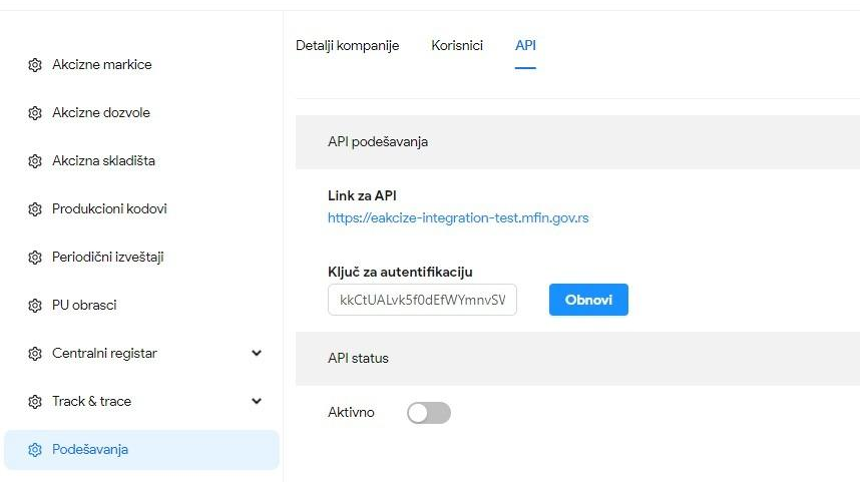 Detalji kompanije Korisnici API
Akcizne markice
Akcizne dozvole
Akcizna skladišta
Produkcioni kodovi
Periodični izveštaji
PU obrasci
Centralni registar
Track & trace
Podešavanja
API podešavanja
Link za API
https://eakcize-integration-test.mfin.gov.rs
Ključ za autentifikaciju
kkCtUALvk5f0dEfWYmnvSV
Obnovi
API status
Aktivno